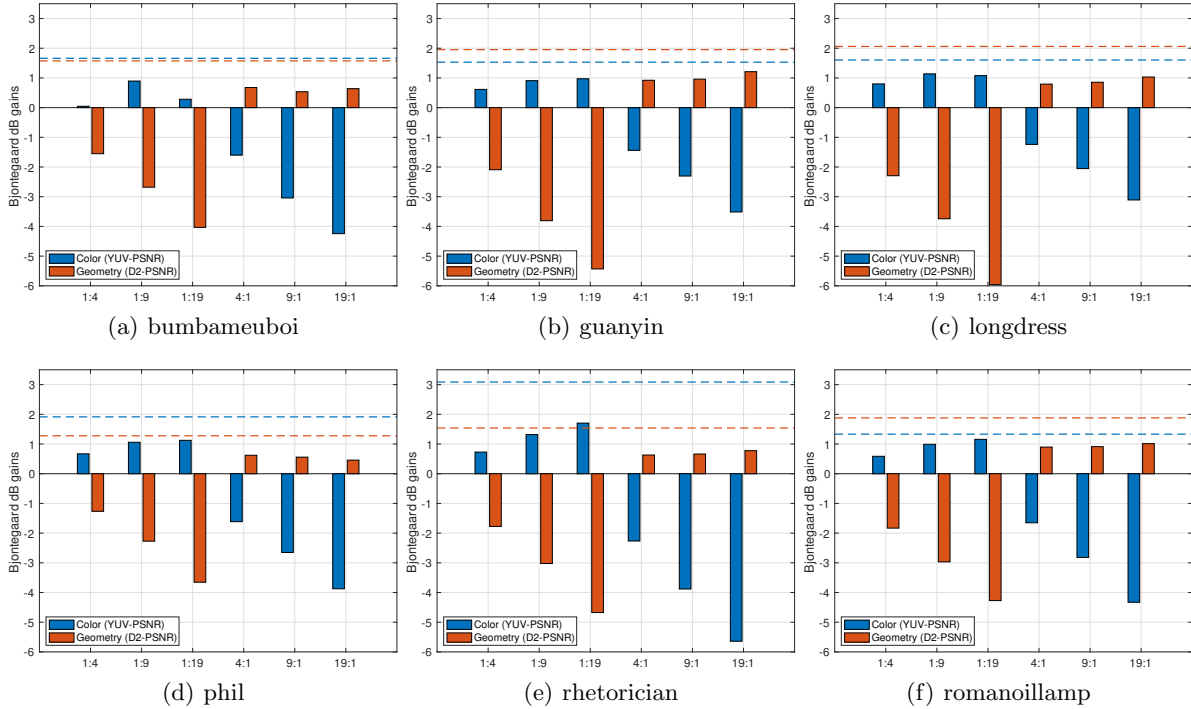 3
2
1
0
-1
-2
-3
-4
-5
-6
Bjontegaard dB gains
Color (YUV-PSNR)
Geometry (D2-PSNR)
1:4 1:9 1:19 4:1 9:1 19:1
(a) bumbameuboi
3
2
1
0
-1
-2
-3
-4
-5
-6
Bjontegaard dB gains
Color (YUV-PSNR)
Geometry (D2-PSNR)
1:4 1:9 1:19 4:1 9:1 19:1
(b) guanyin
3
2
1
0
-1
-2
-3
-4
-5
-6
Bjontegaard dB gains
Color (YUV-PSNR)
Geometry (D2-PSNR)
1:4 1:9 1:19 4:1 9:1 19:1
(c) longdress
3
2
1
0
-1
-2
-3
-4
-5
-6
Bjontegaard dB gains
Color (YUV-PSNR)
Geometry (D2-PSNR)
1:4 1:9 1:19 4:1 9:1 19:1
(d) phil
3
2
1
0
-1
-2
-3
-4
-5
-6
Bjontegaard dB gains
Color (YUV-PSNR)
Geometry (D2-PSNR)
1:4 1:9 1:19 4:1 9:1 19:1
(e) rhetorician
3
2
1
0
-1
-2
-3
-4
-5
-6
Bjontegaard dB gains
Color (YUV-PSNR)
Geometry (D2-PSNR)
1:4 1:9 1:19 4:1 9:1 19:1
(f) romanoillamp